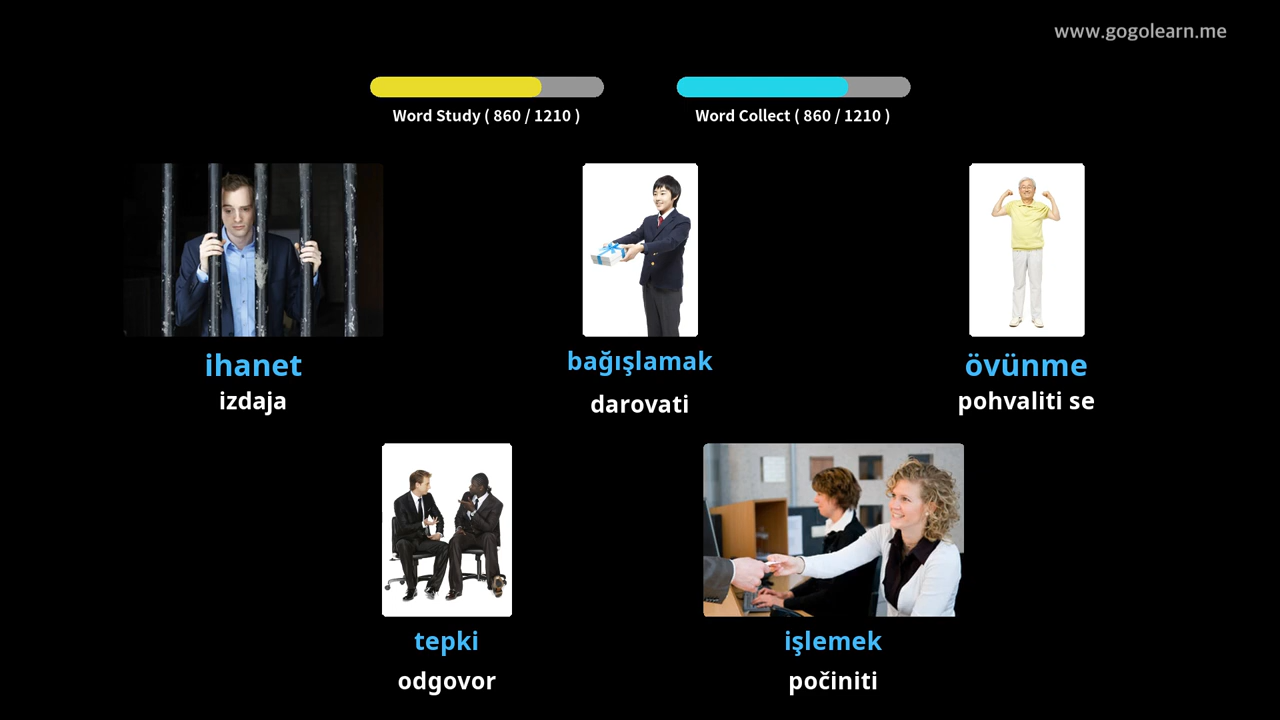 www.gogolearn.me
Word Study ( 860 / 1210 )
Word Collect ( 860 / 1210 )
ihanet
izdaja
bağışlamak
darovati
övünme
pohvaliti se
tepki
odgovor
işlemek
počiniti